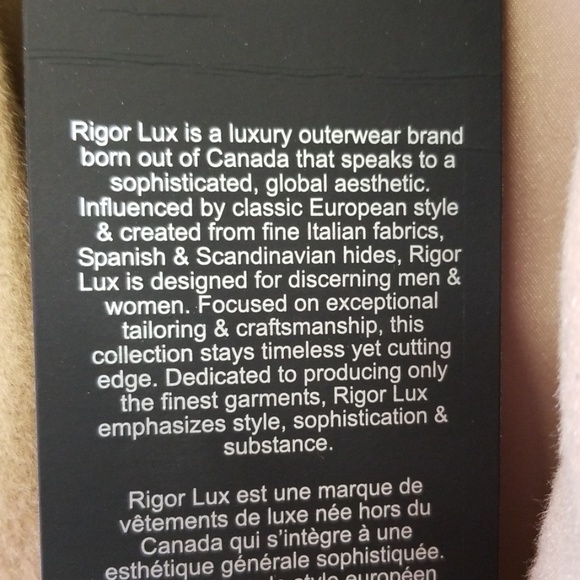 Rigor Lux is a luxury outerwear brand
born out of Canada that speaks to a
sophisticated, global aesthetic.
Influenced by classic European style
& created from fine Italian fabrics,
Spanish & Scandinavian hides, Rigor
Lux is designed for discerning men &
women. Focused on exceptional
tailoring & craftsmanship, this
collection stays timeless yet cutting
edge. Dedicated to producing only
the finest garments, Rigor Lux
emphasizes style, sophistication &
substance.
Rigor Lux est une marque de
vêtements de luxe née hors du
Canada qui s'intègre à une
esthétique générale sophistiquée.
le style européen